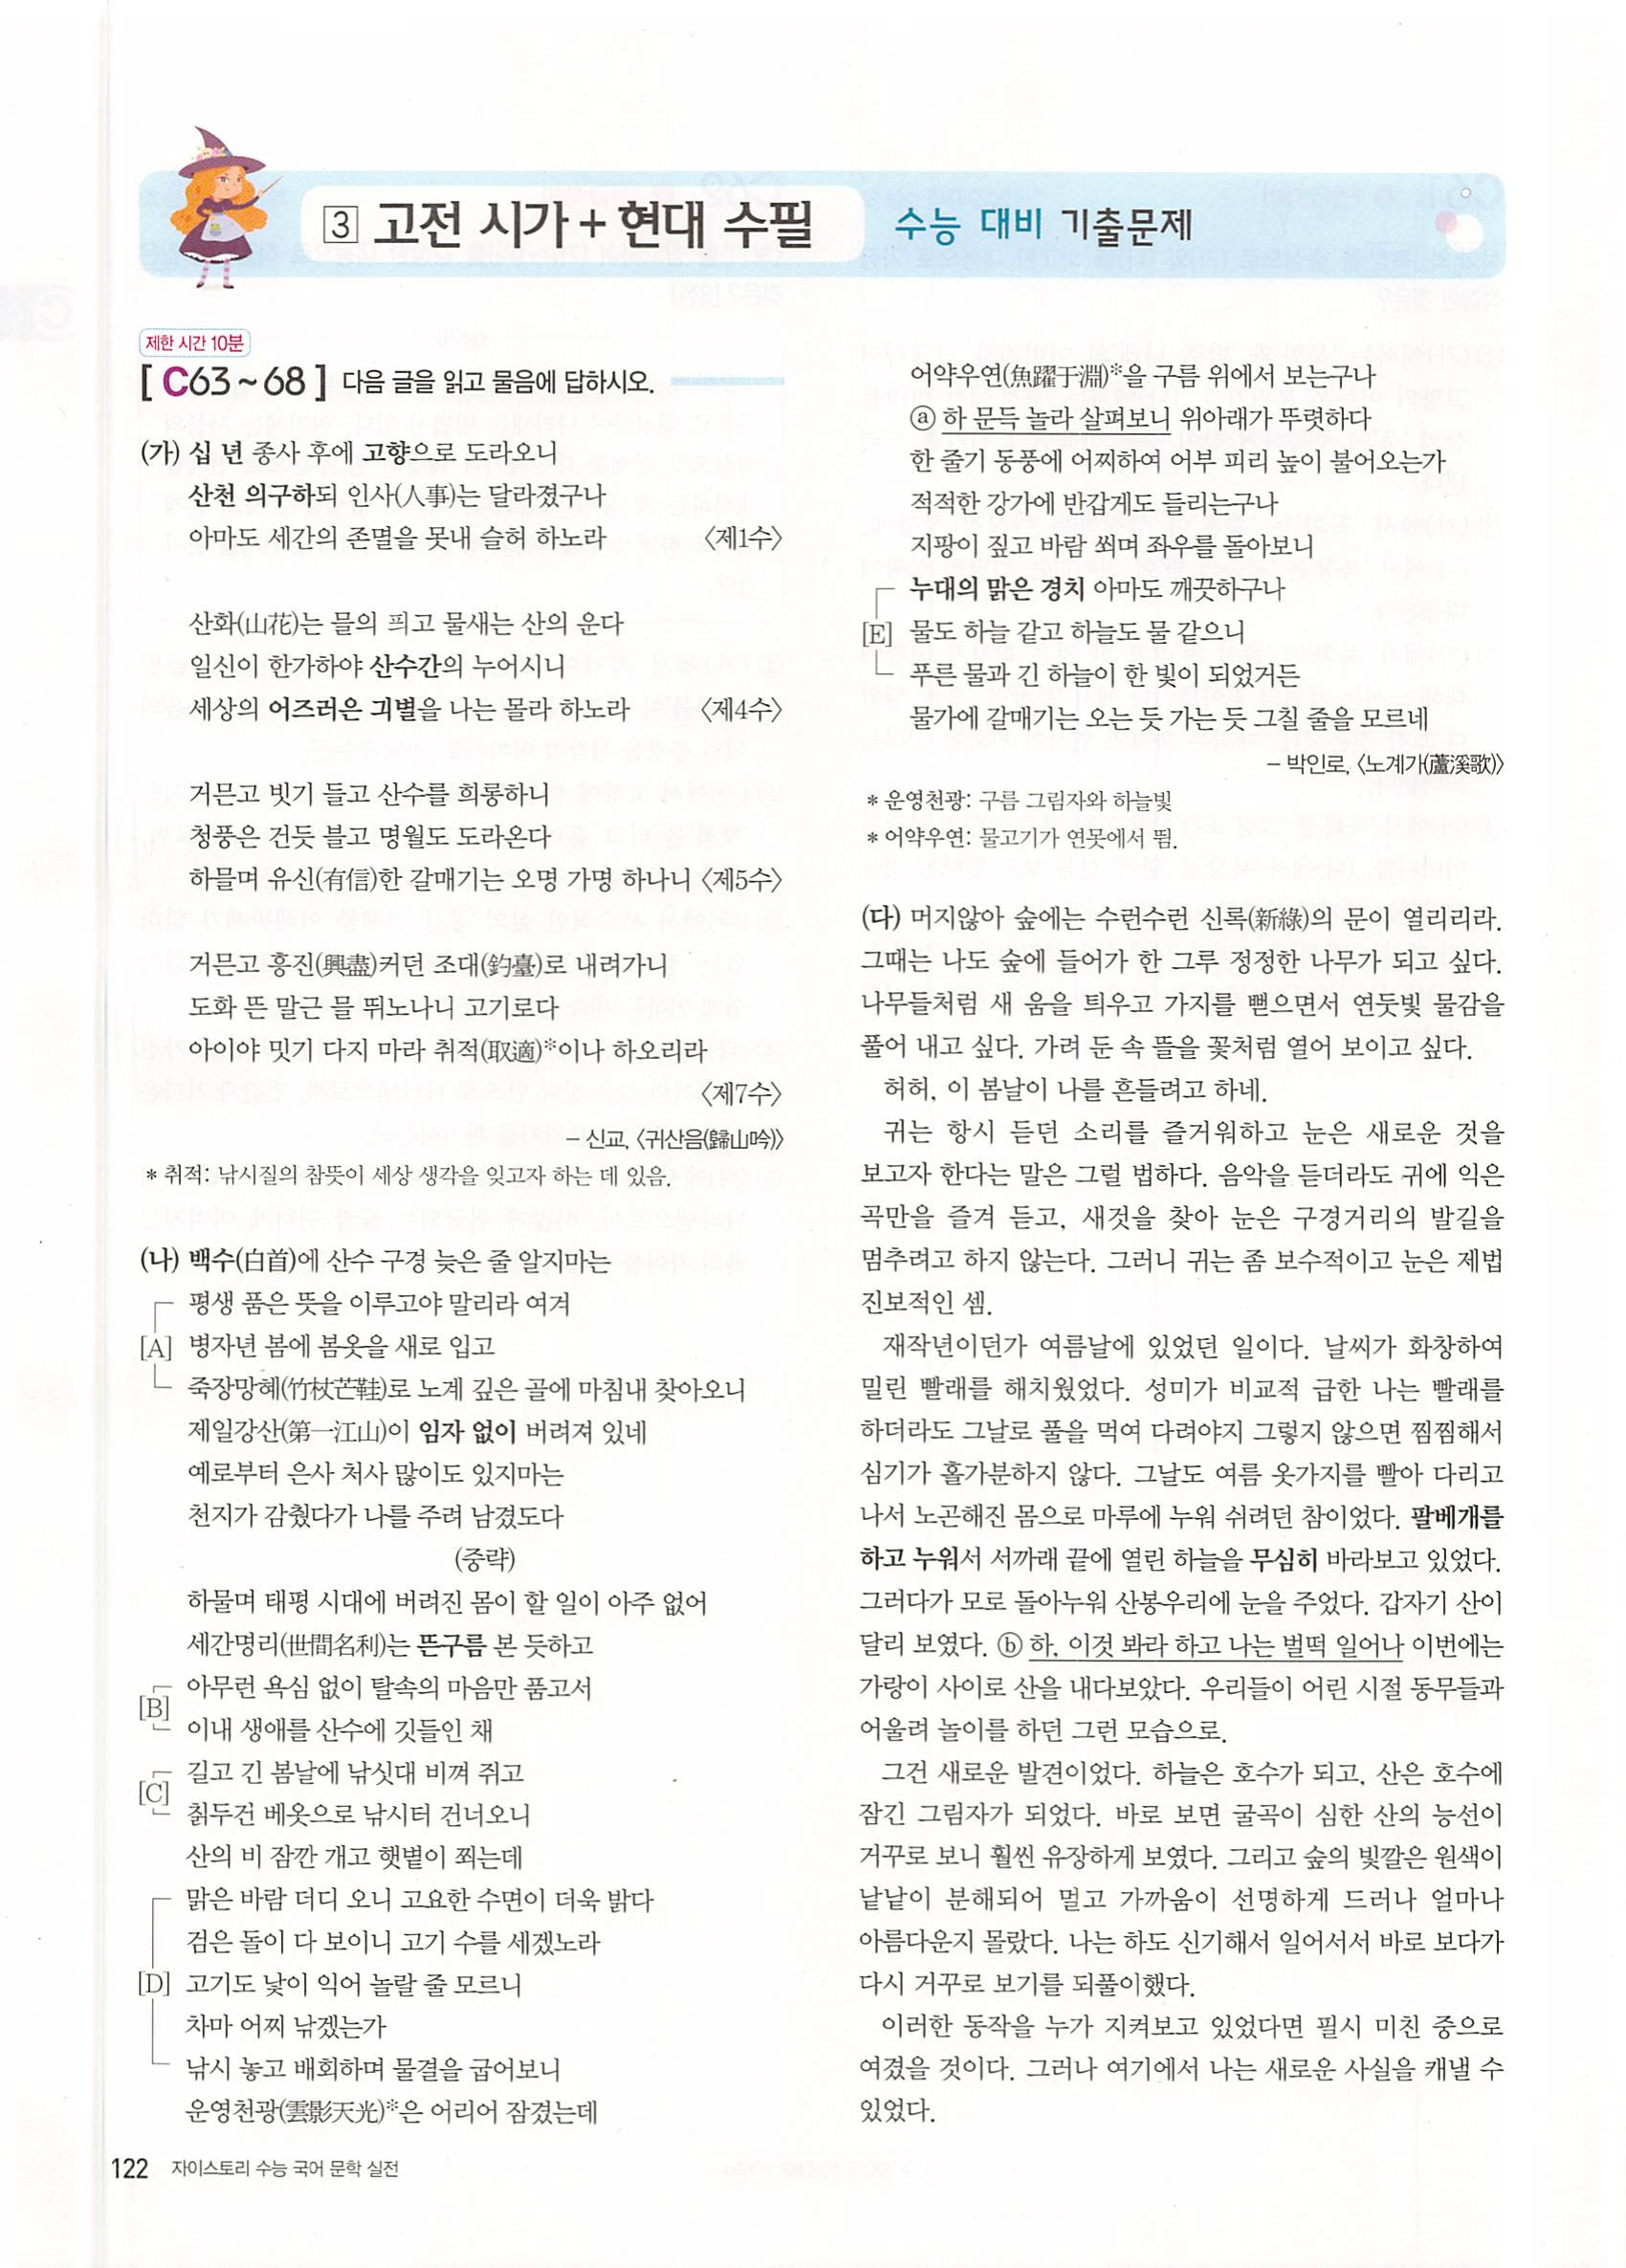 3 고전 시가 + 현대 수필 수능 대비 기출문제
제한 시간 10분
[ C63 ~ 68 ] 다음 글을 읽고 물음에 답하시오.
(가) 십 년 종사 후에 고향으로 도라오니
산천 의구하되 인사(人事)는 달라졌구나
아마도 세간의 존멸을 못내 슬허 하노라 〈제1수〉
산화(山花)는 믈의 픠고 물새는 산의 운다
일신이 한가하야 산수간의 누어시니
세상의 어즈러은 긔별을 나는 몰라 하노라 〈제4수〉
거믄고 빗기 들고 산수를 희롱하니
청풍은 건듯 불고 명월도 도라온다
하믈며 유신(有信)한 갈매기는 오명 가명 하나니 〈제5수〉
거믄고 흥진(興盡)커던 조대(釣臺)로 내려가니
도화 뜬 말근 믈 뛰노나니 고기로다
아이야 밋기 다지 마라 취적(取適)*이나 하오리라
〈제7수〉
– 신교, 〈귀산음(歸山吟)〉
* 취적: 낚시질의 참뜻이 세상 생각을 잊고자 하는 데 있음.
(나) 백수(白首)에 산수 구경 늦은 줄 알지마는
평생 품은 뜻을 이루고야 말리라 여겨
[A] 병자년 봄에 봄옷을 새로 입고
죽장망혜(竹杖芒鞋)로 노계 깊은 골에 마침내 찾아오니
제일강산(第一江山)이 임자 없이 버려져 있네
예로부터 은사 처사 많이도 있지마는
천지가 감췄다가 나를 주려 남겼도다
(중략)
하물며 태평 시대에 버려진 몸이 할 일이 아주 없어
세간명리(世間名利)는 뜬구름 본 듯하고
[B] 아무런 욕심 없이 탈속의 마음만 품고서
이내 생애를 산수에 깃들인 채
[C] 길고 긴 봄날에 낚싯대 비껴 쥐고
칡두건 베옷으로 낚시터 건너오니
산의 비 잠깐 개고 햇볕이 쬐는데
맑은 바람 더디 오니 고요한 수면이 더욱 밝다
검은 돌이 다 보이니 고기 수를 세겠노라
[D] 고기도 낯이 익어 놀랄 줄 모르니
차마 어찌 낚겠는가
낚시 놓고 배회하며 물결을 굽어보니
운영천광(雲影天光)*은 어리어 잠겼는데
122 자이스토리 수능 국어 문학 실전
어약우연(魚躍于淵)*을 구름 위에서 보는구나
ⓐ 하 문득 놀라 살펴보니 위아래가 뚜렷하다
한 줄기 동풍에 어찌하여 어부 피리 높이 불어오는가
적적한 강가에 반갑게도 들리는구나
지팡이 짚고 바람 쐬며 좌우를 돌아보니
누대의 맑은 경치 아마도 깨끗하구나
[E] 물도 하늘 같고 하늘도 물 같으니
푸른 물과 긴 하늘이 한 빛이 되었거든
물가에 갈매기는 오는 듯 가는 듯 그칠 줄을 모르네
– 박인로, 〈노계가(蘆溪歌)〉
* 운영천광: 구름 그림자와 하늘빛
* 어약우연: 물고기가 연못에서 뜀.
(다) 머지않아 숲에는 수런수런 신록(新綠)의 문이 열리리라.
그때는 나도 숲에 들어가 한 그루 정정한 나무가 되고 싶다.
나무들처럼 새 움을 틔우고 가지를 뻗으면서 연둣빛 물감을
풀어 내고 싶다. 가려 둔 속 뜰을 꽃처럼 열어 보이고 싶다.
허허, 이 봄날이 나를 흔들려고 하네.
귀는 항시 듣던 소리를 즐거워하고 눈은 새로운 것을
보고자 한다는 말은 그럴 법하다. 음악을 듣더라도 귀에 익은
곡만을 즐겨 듣고, 새것을 찾아 눈은 구경거리의 발길을
멈추려고 하지 않는다. 그러니 귀는 좀 보수적이고 눈은 제법
진보적인 셈.
재작년이던가 여름날에 있었던 일이다. 날씨가 화창하여
밀린 빨래를 해치웠었다. 성미가 비교적 급한 나는 빨래를
하더라도 그날로 풀을 먹여 다려야지 그렇지 않으면 찜찜해서
심기가 홀가분하지 않다. 그날도 여름 옷가지를 빨아 다리고
나서 노곤해진 몸으로 마루에 누워 쉬려던 참이었다. 팔베개를
하고 누워서 서까래 끝에 열린 하늘을 무심히 바라보고 있었다.
그러다가 모로 돌아누워 산봉우리에 눈을 주었다. 갑자기 산이
달리 보였다. ⓑ 하, 이것 봐라 하고 나는 벌떡 일어나 이번에는
가랑이 사이로 산을 내다보았다. 우리들이 어린 시절 동무들과
어울려 놀이를 하던 그런 모습으로.
그건 새로운 발견이었다. 하늘은 호수가 되고, 산은 호수에
잠긴 그림자가 되었다. 바로 보면 굴곡이 심한 산의 능선이
거꾸로 보니 훨씬 유장하게 보였다. 그리고 숲의 빛깔은 원색이
낱낱이 분해되어 멀고 가까움이 선명하게 드러나 얼마나
아름다운지 몰랐다. 나는 하도 신기해서 일어서서 바로 보다가
다시 거꾸로 보기를 되풀이했다.
이러한 동작을 누가 지켜보고 있었다면 필시 미친 중으로
여겼을 것이다. 그러나 여기에서 나는 새로운 사실을 캐낼 수
있었다.